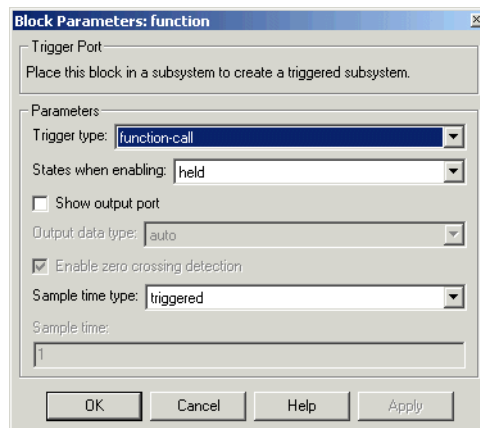 Block Parameters: function
Trigger Port
Place this block in a subsystem to create a triggered subsystem.
Parameters
Trigger type: function-call
States when enabling: held
Show output port
Output data type: auto
Enable zero crossing detection
Sample time type: triggered
Sample time:
1
OK Cancel Help Apply